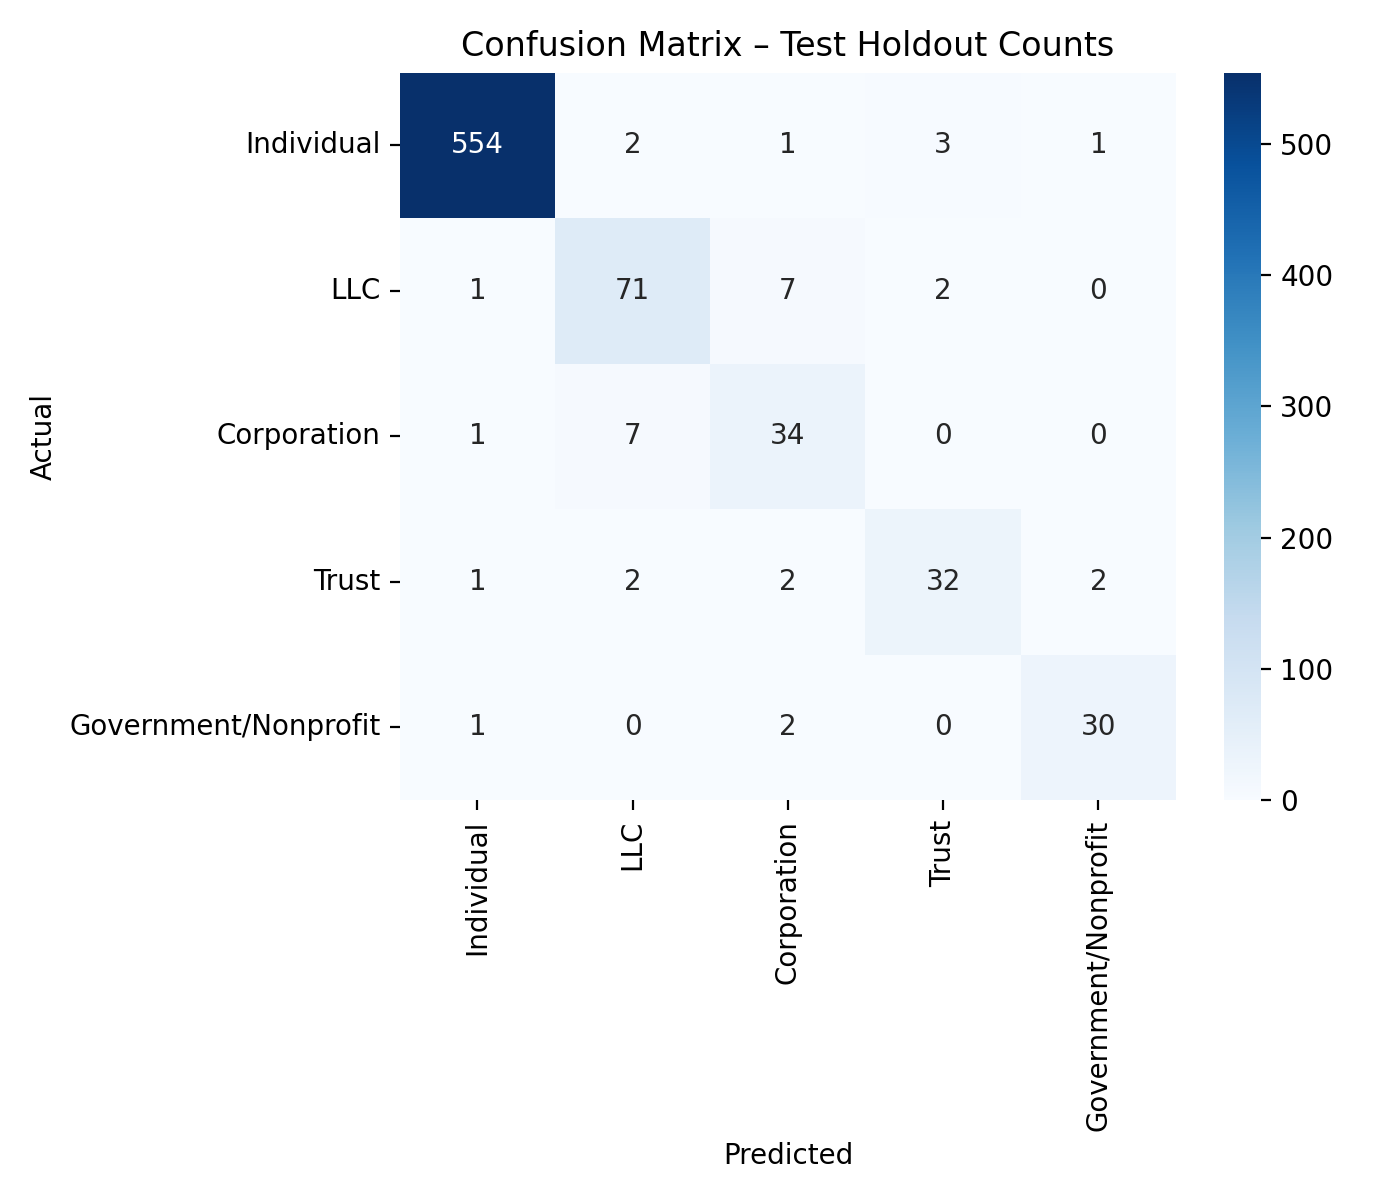 Confusion Matrix – Test Holdout Counts
Individual 554 2 1 3 1
LLC 1 71 7 2 0
Corporation 1 7 34 0 0
Trust 1 2 2 32 2
Government/Nonprofit 1 0 2 0 30
Actual
Individual
LLC
Corporation
Trust
Government/Nonprofit
Predicted
500
400
300
200
100
0